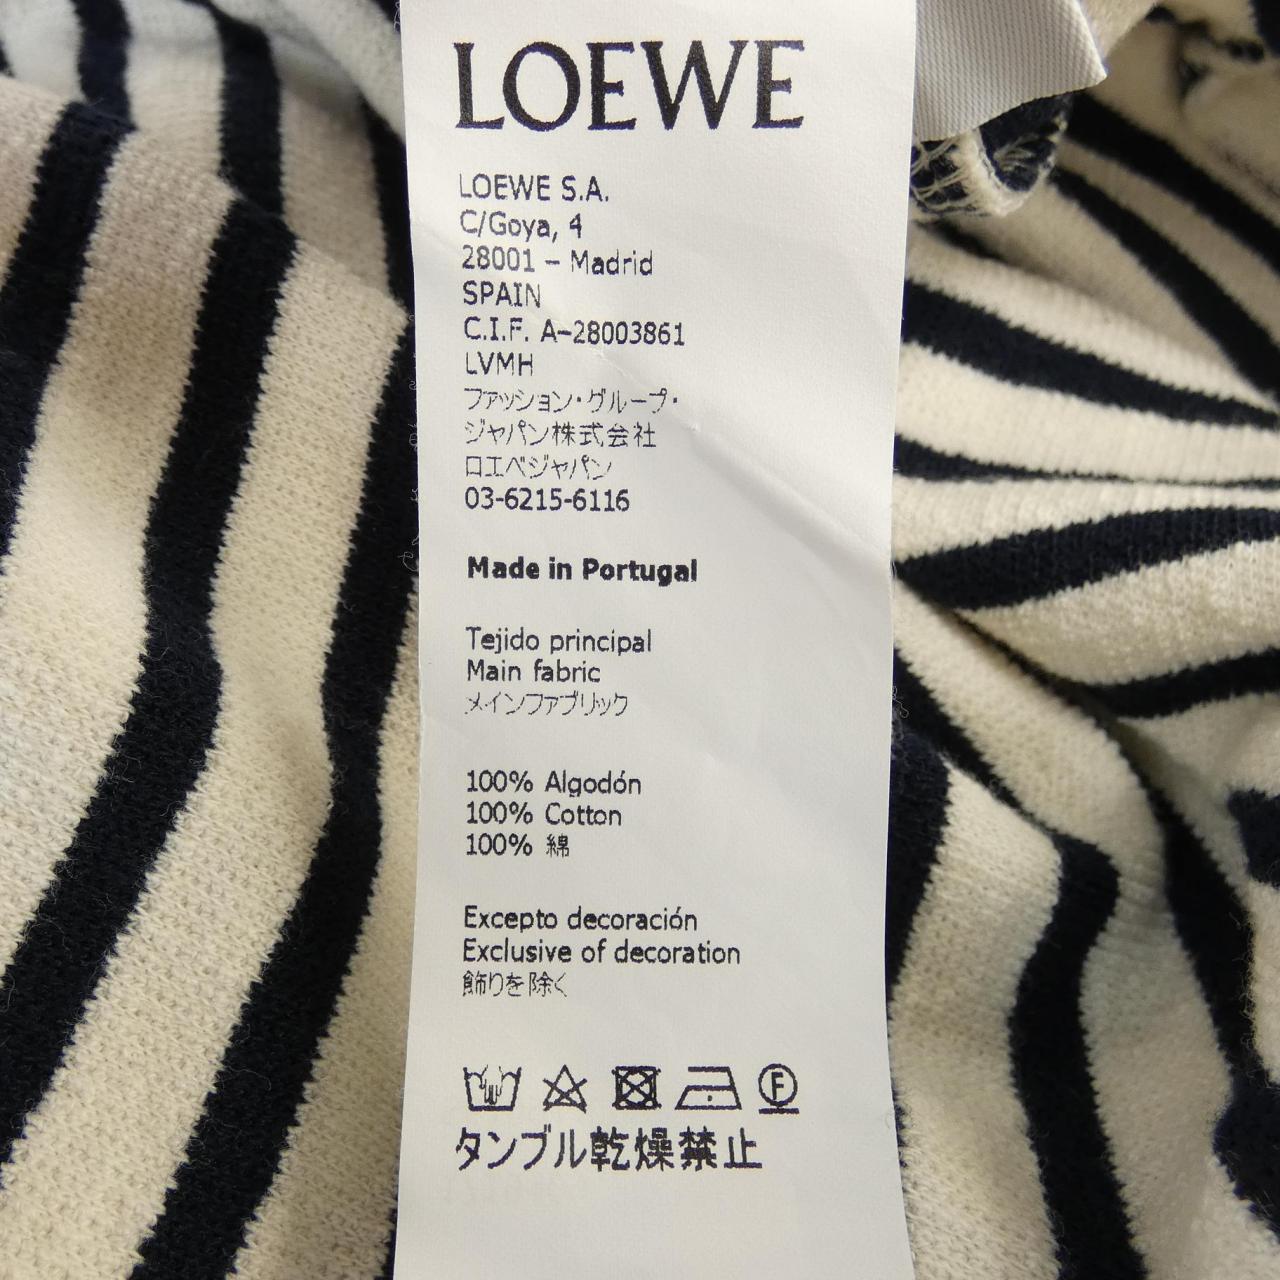 LOEWE
LOEWE S.A.
C/Goya, 4
28001 – Madrid
SPAIN
C.I.F. A–28003861
LVMH
ファッション・グループ・
ジャパン株式会社
ロエベジャパン
03-6215-6116
Made in Portugal
Tejido principal
Main fabric
メインファブリック
100% Algodón
100% Cotton
100% 綿
Excepto decoración
Exclusive of decoration
飾りを除く
F
タンブル乾燥禁止